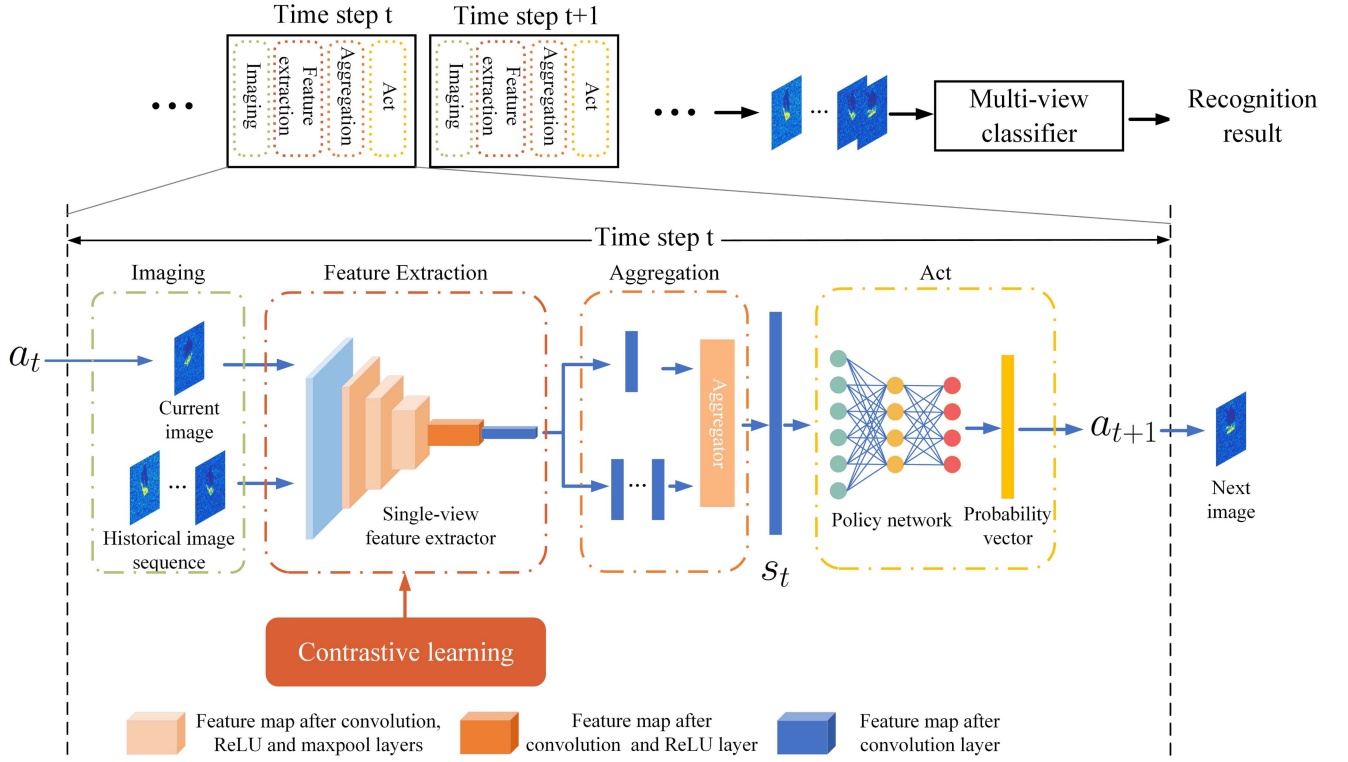 Time step t
Time step t+1
Imaging
Feature
extraction
Aggregation
Act
Imaging
Feature
extraction
Aggregation
Act
...
...
...
Multi-view
classifier
Recognition
result
Time step t
Imaging
Feature Extraction
Aggregation
Act
a_t
Current
image
...
Historical image
sequence
Single-view
feature extractor
...
Aggregator
s_t
Policy network
Probability
vector
a_{t+1}
Next
image
Contrastive learning
Feature map after convolution,
ReLU and maxpool layers
Feature map after
convolution and ReLU layer
Feature map after
convolution layer